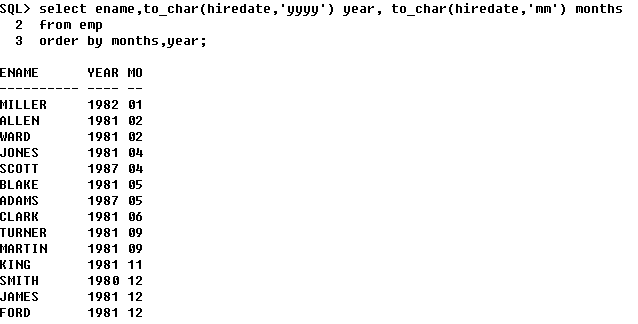 SQL> select ename,to_char(hiredate,'yyyy') year, to_char(hiredate,'mm') months
  2  from emp
  3  order by months,year;

ENAME      YEAR MO
---------- ---- --
MILLER     1982 01
ALLEN      1981 02
WARD       1981 02
JONES      1981 04
SCOTT      1987 04
BLAKE      1981 05
ADAMS      1987 05
CLARK      1981 06
TURNER     1981 09
MARTIN     1981 09
KING       1981 11
SMITH      1980 12
JAMES      1981 12
FORD       1981 12